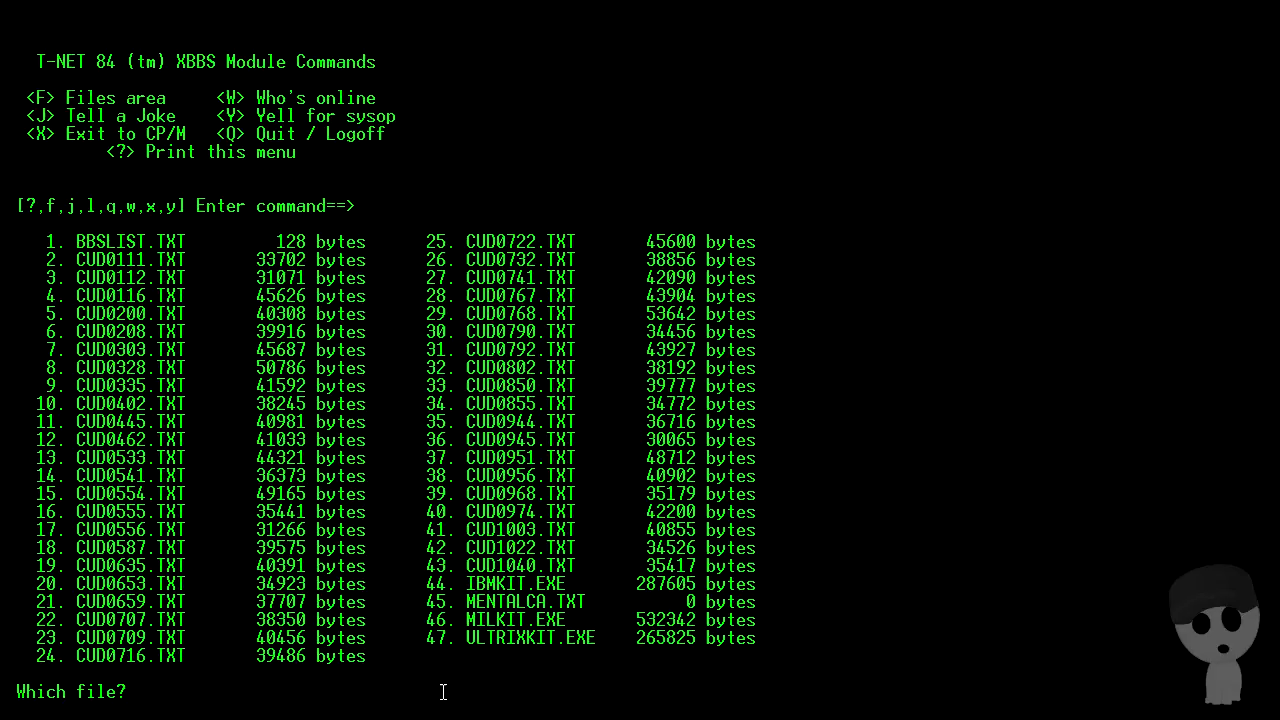 T-NET 84 (tm) XBBS Module Commands
<F> Files area     <W> Who's online
<J> Tell a Joke    <Y> Yell for sysop
<X> Exit to CP/M   <Q> Quit / Logoff
<?> Print this menu
[?,f,j,l,q,w,x,y] Enter command==>
1. BBSLIST.TXT         128 bytes      25. CUD0722.TXT       45600 bytes
2. CUD0111.TXT       33702 bytes      26. CUD0732.TXT       38856 bytes
3. CUD0112.TXT       31071 bytes      27. CUD0741.TXT       42090 bytes
4. CUD0116.TXT       45626 bytes      28. CUD0767.TXT       43904 bytes
5. CUD0200.TXT       40308 bytes      29. CUD0768.TXT       53642 bytes
6. CUD0208.TXT       39916 bytes      30. CUD0790.TXT       34456 bytes
7. CUD0303.TXT       45687 bytes      31. CUD0792.TXT       43927 bytes
8. CUD0328.TXT       50786 bytes      32. CUD0802.TXT       38192 bytes
9. CUD0335.TXT       41592 bytes      33. CUD0850.TXT       39777 bytes
10. CUD0402.TXT       38245 bytes      34. CUD0855.TXT       34772 bytes
11. CUD0445.TXT       40981 bytes      35. CUD0944.TXT       36716 bytes
12. CUD0462.TXT       41033 bytes      36. CUD0945.TXT       30065 bytes
13. CUD0533.TXT       44321 bytes      37. CUD0951.TXT       48712 bytes
14. CUD0541.TXT       36373 bytes      38. CUD0956.TXT       40902 bytes
15. CUD0554.TXT       49165 bytes      39. CUD0968.TXT       35179 bytes
16. CUD0555.TXT       35441 bytes      40. CUD0974.TXT       42200 bytes
17. CUD0556.TXT       31266 bytes      41. CUD1003.TXT       40855 bytes
18. CUD0587.TXT       39575 bytes      42. CUD1022.TXT       34526 bytes
19. CUD0635.TXT       40391 bytes      43. CUD1040.TXT       35417 bytes
20. CUD0653.TXT       34923 bytes      44. IBMKIT.EXE       287605 bytes
21. CUD0659.TXT       37707 bytes      45. MENTALCA.TXT          0 bytes
22. CUD0707.TXT       38350 bytes      46. MILKIT.EXE       532342 bytes
23. CUD0709.TXT       40456 bytes      47. ULTRIXKIT.EXE    265825 bytes
24. CUD0716.TXT       39486 bytes
Which file?